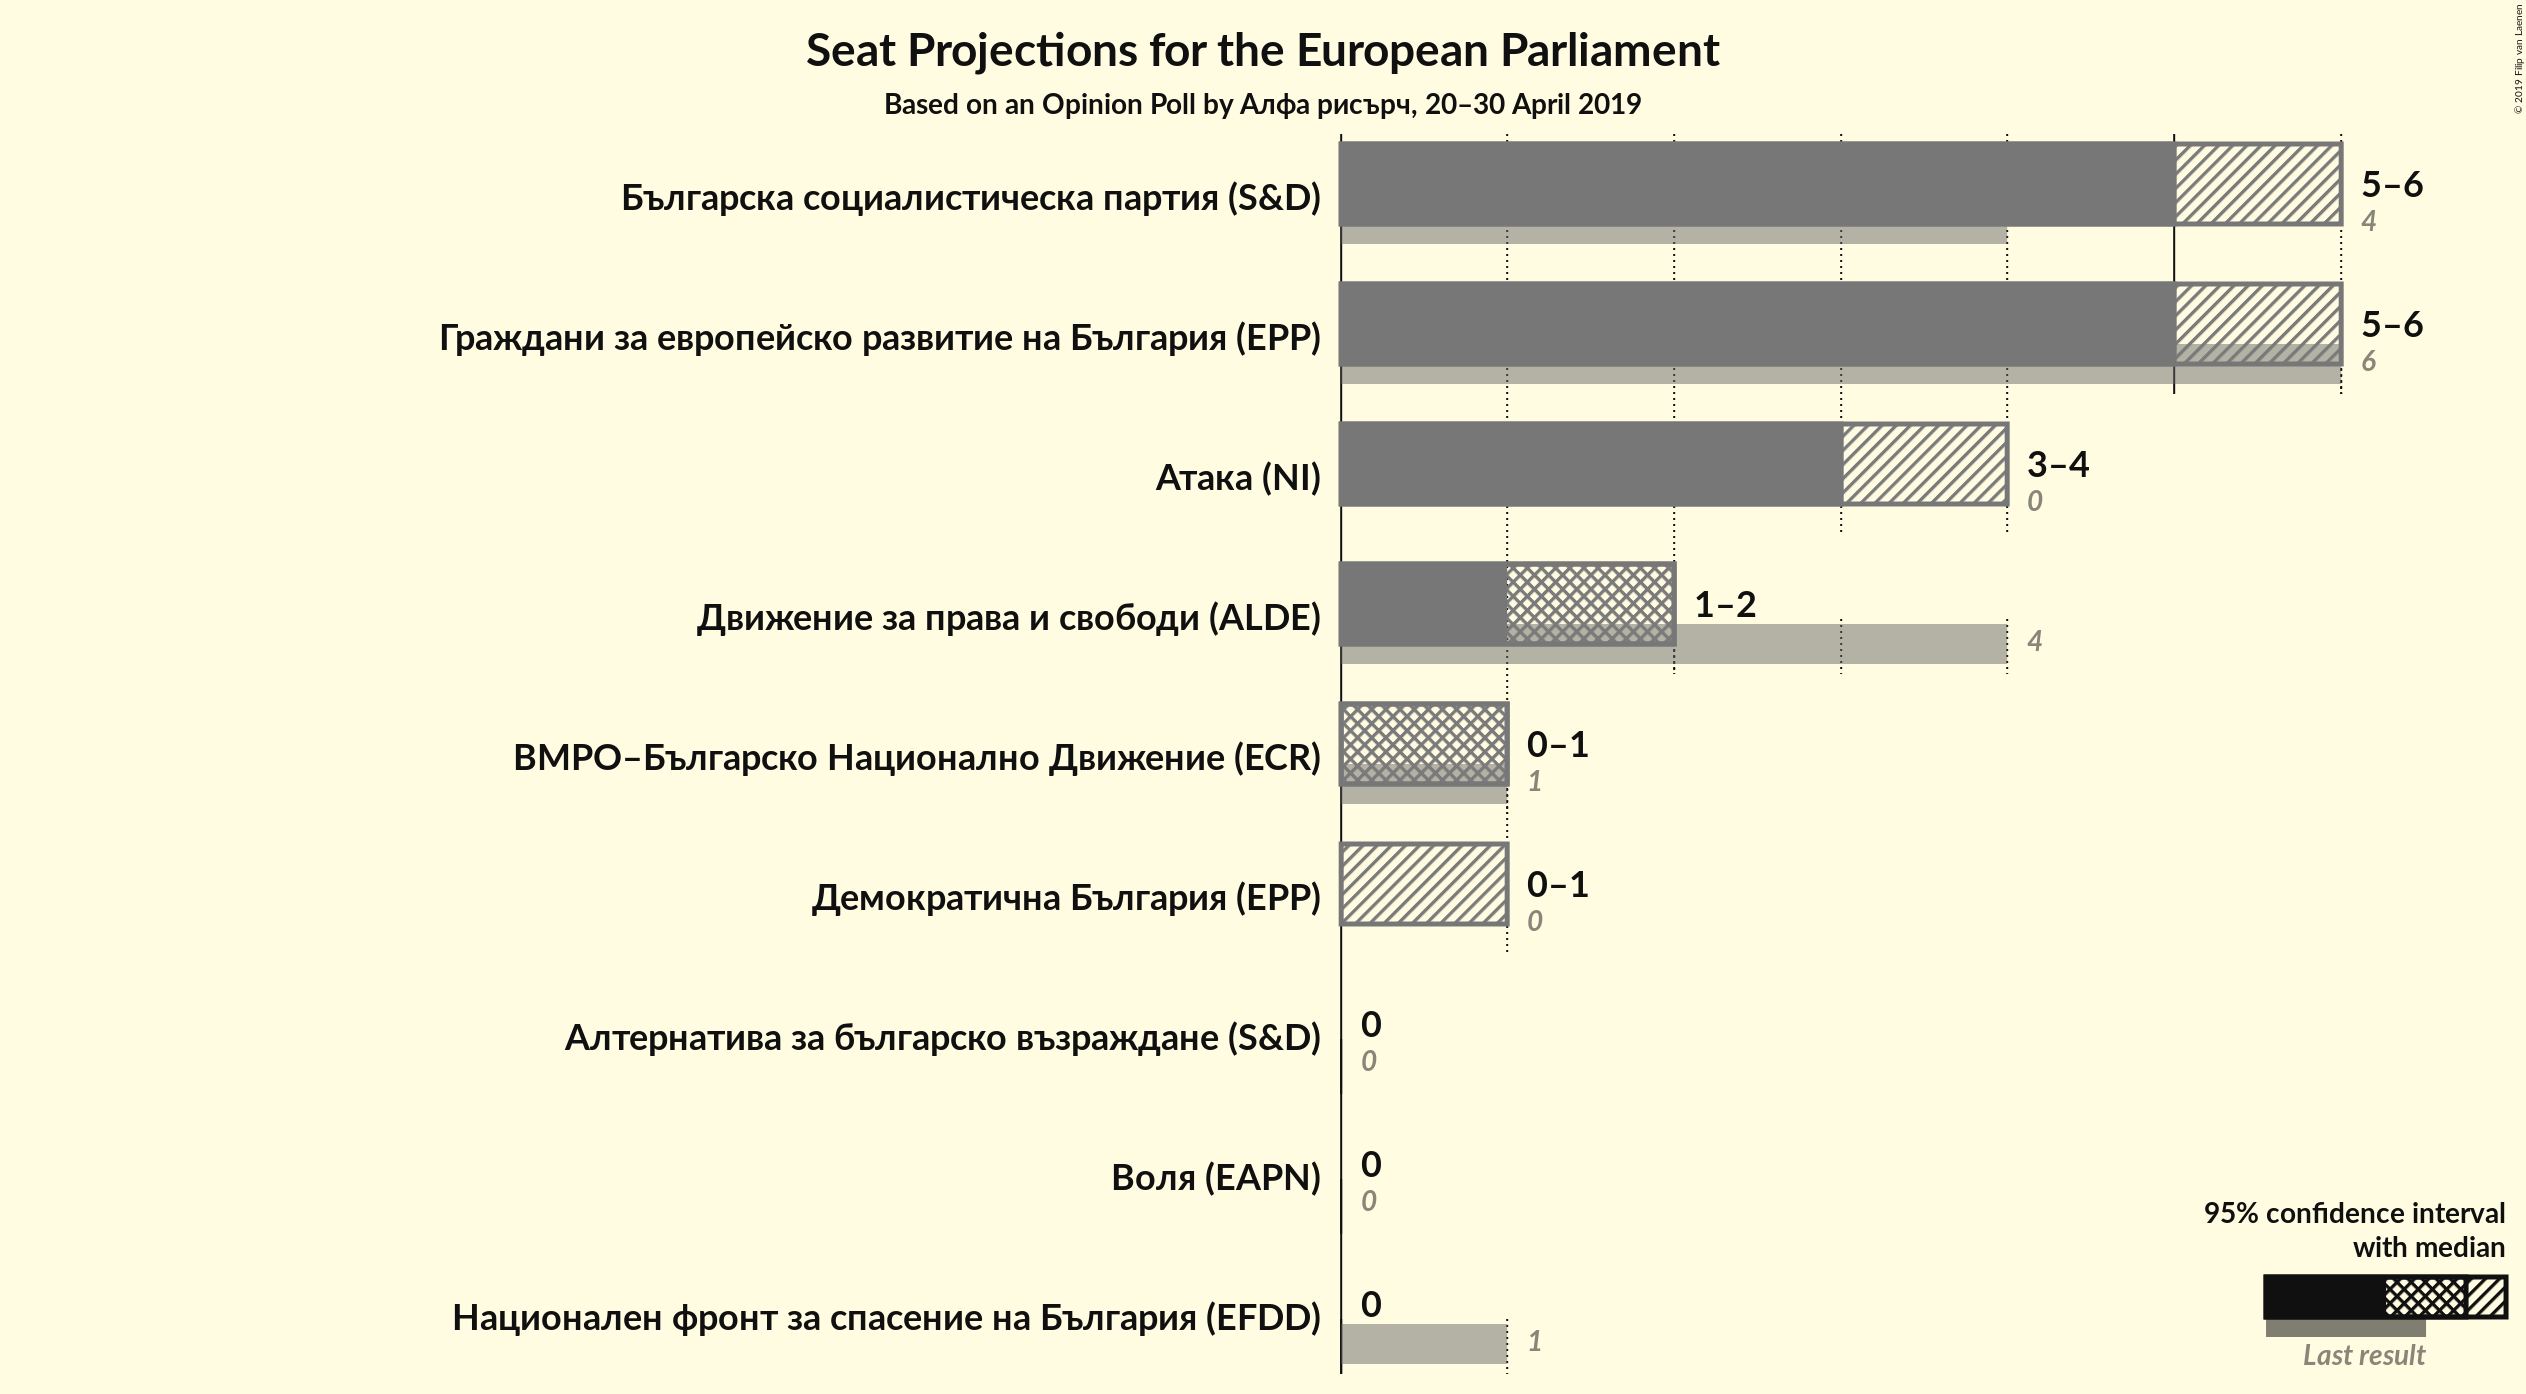 Seat Projections for the European Parliament
Based on an Opinion Poll by Алфа рисърч, 20–30 April 2019
© 2019 Filip van Laenen
Българска социалистическа партия (S&D)
5–6
4
Граждани за европейско развитие на България (EPP)
5–6
6
Атака (NI)
3–4
0
Движение за права и свободи (ALDE)
1–2
4
ВМРО–Българско Национално Движение (ECR)
0–1
1
Демократична България (EPP)
0–1
0
Алтернатива за българско възраждане (S&D)
0
0
Воля (EAPN)
0
0
Национален фронт за спасение на България (EFDD)
0
1
95% confidence interval
with median
Last result